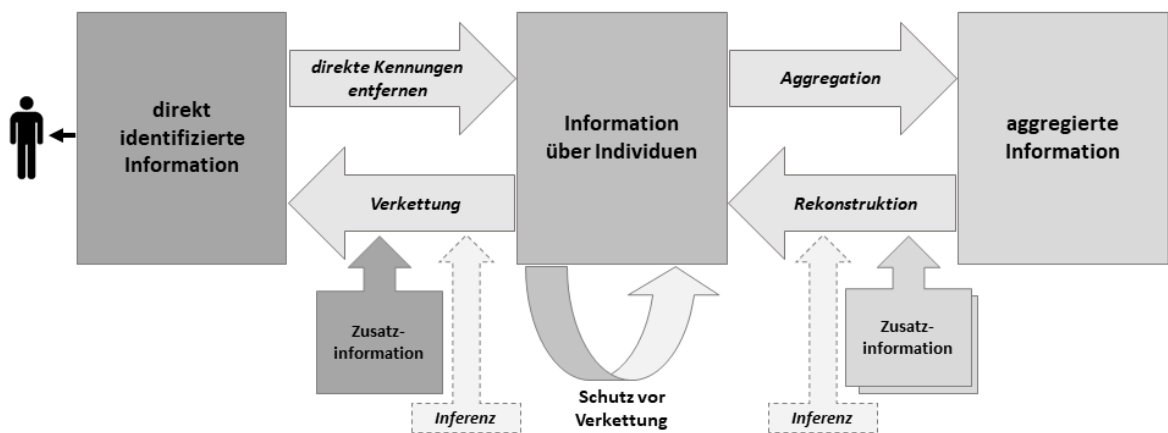 direkt
identifizierte
Information
direkte Kennungen
entfernen
Verkettung
Zusatz-
information
Inferenz
Information
über Individuen
Schutz vor
Verkettung
Aggregation
Rekonstruktion
Inferenz
Zusatz-
information
aggregierte
Information